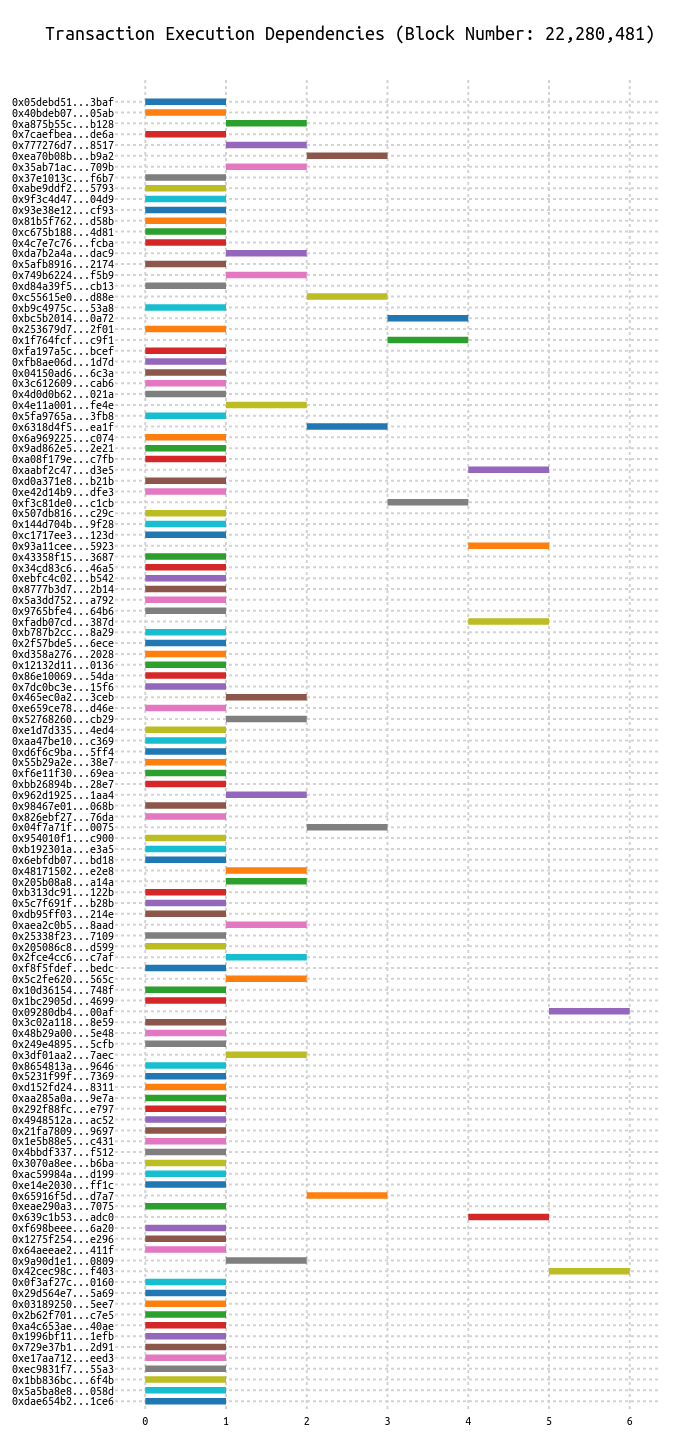 Transaction Execution Dependencies (Block Number: 22,280,481)
0x05debd51...3baf
0x40bdeb07...05ab
0xa875b55c...b128
0x7caefbea...de6a
0x777276d7...8517
0xea70b08b...b9a2
0x35ab71ac...709b
0x37e1013c...f6b7
0xabe9ddf2...5793
0x9f3c4d47...04d9
0x93e38e12...cf93
0x81b5f762...d58b
0xc675b188...4d81
0x4c7e7c76...fcba
0xda7b2a4a...dac9
0x5afb8916...2174
0x749b6224...f5b9
0xd84a39f5...cb13
0xc55615e0...d88e
0xb9c4975c...53a8
0xbc5b2014...0a72
0x253679d7...2f01
0x1f764fcf...c9f1
0xfa197a5c...bcef
0xfb8ae06d...1d7d
0x04150ad6...6c3a
0x3c612609...cab6
0x4d0d0b62...021a
0x4e11a001...fe4e
0x5fa9765a...3fb8
0x6318d4f5...ea1f
0x6a969225...c074
0x9ad862e5...2e21
0xa08f179e...c7fb
0xaabf2c47...d3e5
0xd0a371e8...b21b
0xe42d14b9...dfe3
0xf3c81de0...c1cb
0x507db816...c29c
0x144d704b...9f28
0xc1717ee3...123d
0x93a11cee...5923
0x43358f15...3687
0x34cd83c6...46a5
0xebfc4c02...b542
0x8777b3d7...2b14
0x5a3dd752...a792
0x9765bfe4...64b6
0xfadb07cd...387d
0xb787b2cc...8a29
0x2f57bde5...6ece
0xd358a276...2028
0x12132d11...0136
0x86e10069...54da
0x7dc0bc3e...15f6
0x465ec0a2...3ceb
0xe659ce78...d46e
0x52768260...cb29
0xe1d7d335...4ed4
0xaa47be10...c369
0xd6f6c9ba...5ff4
0x55b29a2e...38e7
0xf6e11f30...69ea
0xbb26894b...28e7
0x962d1925...1aa4
0x98467e01...068b
0x826ebf27...76da
0x04f7a71f...0075
0x954010f1...c900
0xb192301a...e3a5
0x6ebfdb07...bd18
0x48171502...e2e8
0x205b08a8...a14a
0xb313dc91...122b
0x5c7f691f...b28b
0xdb95ff03...214e
0xaea2c0b5...8aad
0x25338f23...7109
0x205086c8...d599
0x2fce4cc6...c7af
0xf8f5fdef...bedc
0x5c2fe620...565c
0x10d36154...748f
0x1bc2905d...4699
0x09280db4...00af
0x3c02a118...8e59
0x48b29a00...5e48
0x249e4895...5cfb
0x3df01aa2...7aec
0x8654813a...9646
0x5231f99f...7369
0xd152fd24...8311
0xaa285a0a...9e7a
0x292f88fc...e797
0x4948512a...ac52
0x21fa7809...9697
0x1e5b88e5...c431
0x4bbdf337...f512
0x3070a8ee...b6ba
0xac59984a...d199
0xe14e2030...ff1c
0x65916f5d...d7a7
0xeae290a3...7075
0x639c1b53...adc0
0xf698beee...6a20
0x1275f254...e296
0x64aeeae2...411f
0x9a90d1e1...0809
0x42cec98c...f403
0x0f3af27c...0160
0x29d564e7...5a69
0x03189250...5ee7
0x2b62f701...c7e5
0xa4c653ae...40ae
0x1996bf11...1efb
0x729e37b1...2d91
0xe17aa712...eed3
0xec9831f7...55a3
0x1bb836bc...6f4b
0x5a5ba8e8...058d
0xdae654b2...1ce6
0 1 2 3 4 5 6